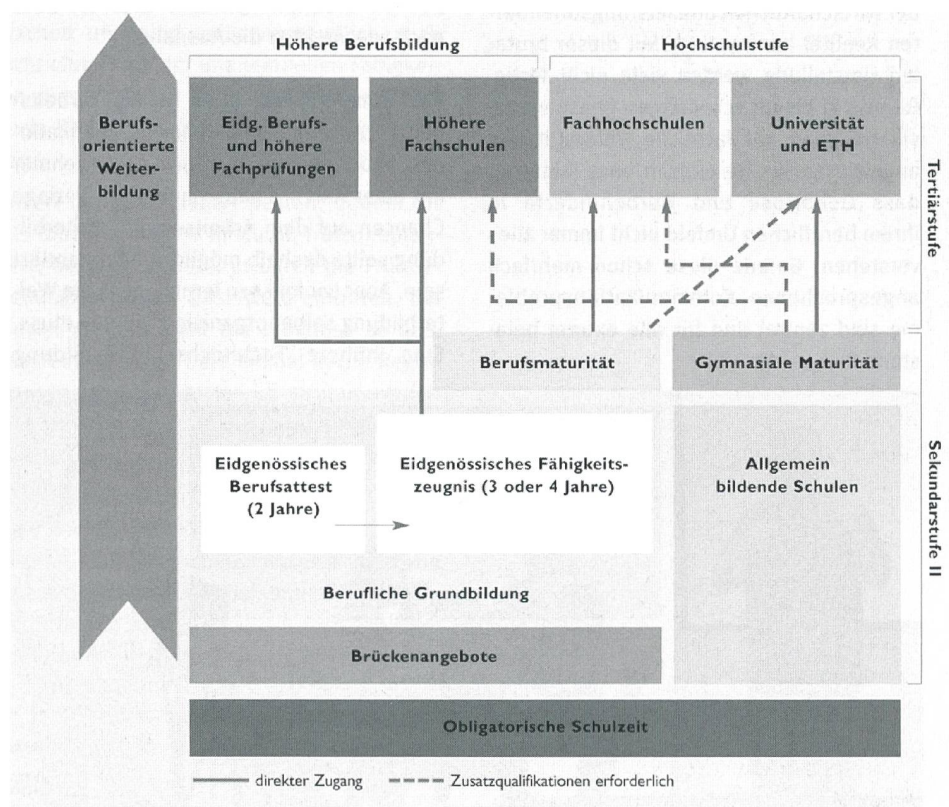 Höhere Berufsbildung
Hochschulstufe
Berufs-
orientierte
Weiter-
bildung
Eidg. Berufs-
und höhere
Fachprüfungen
Höhere
Fachschulen
Fachhochschulen
Universität
und ETH
Tertiärstufe
Berufsmaturität
Gymnasiale Maturität
Eidgenössisches
Berufsattest
(2 Jahre)
Eidgenössisches Fähigkeits-
zeugnis (3 oder 4 Jahre)
Allgemein
bildende Schulen
Sekundarstufe II
Berufliche Grundbildung
Brückenangebote
Obligatorische Schulzeit
direkter Zugang
Zusatzqualifikationen erforderlich